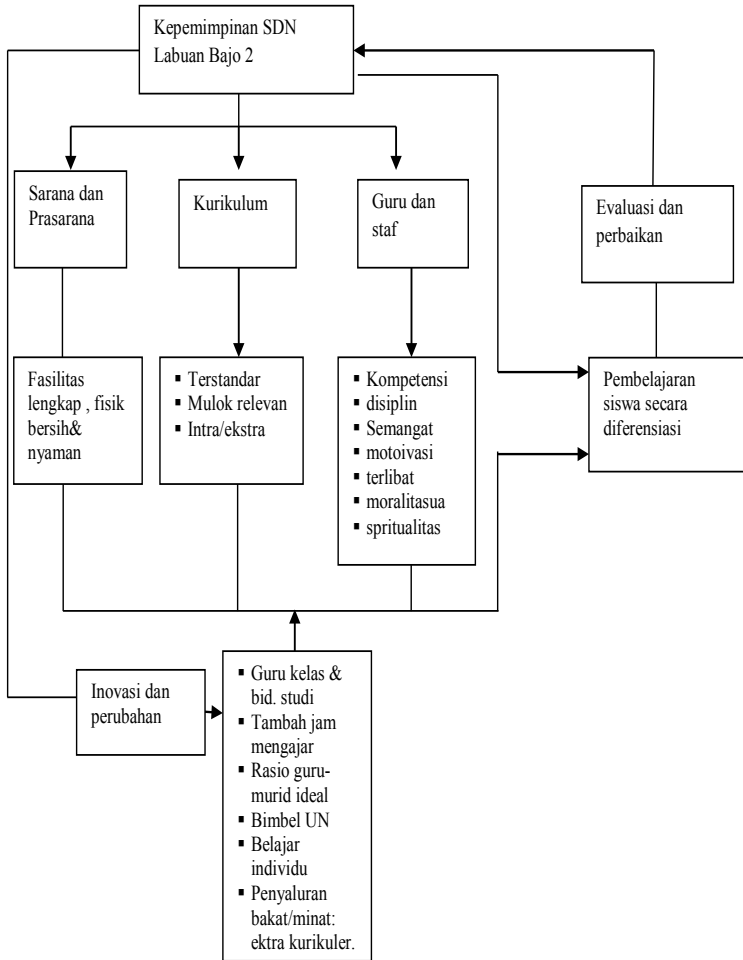 Kepemimpinan SDN
Labuan Bajo 2
Sarana dan
Prasarana
Kurikulum
Guru dan
staf
Evaluasi dan
perbaikan
Fasilitas
lengkap , fisik
bersih&
nyaman
▪ Terstandar
▪ Mulok relevan
▪ Intra/ekstra
▪ Kompetensi
▪ disiplin
▪ Semangat
▪ motoivasi
▪ terlibat
▪ moralitasua
▪ spritualitas
Pembelajaran
siswa secara
diferensiasi
Inovasi dan
perubahan
▪ Guru kelas &
bid. studi
▪ Tambah jam
mengajar
▪ Rasio guru-
murid ideal
▪ Bimbel UN
▪ Belajar
individu
▪ Penyaluran
bakat/minat:
ektra kurikuler.